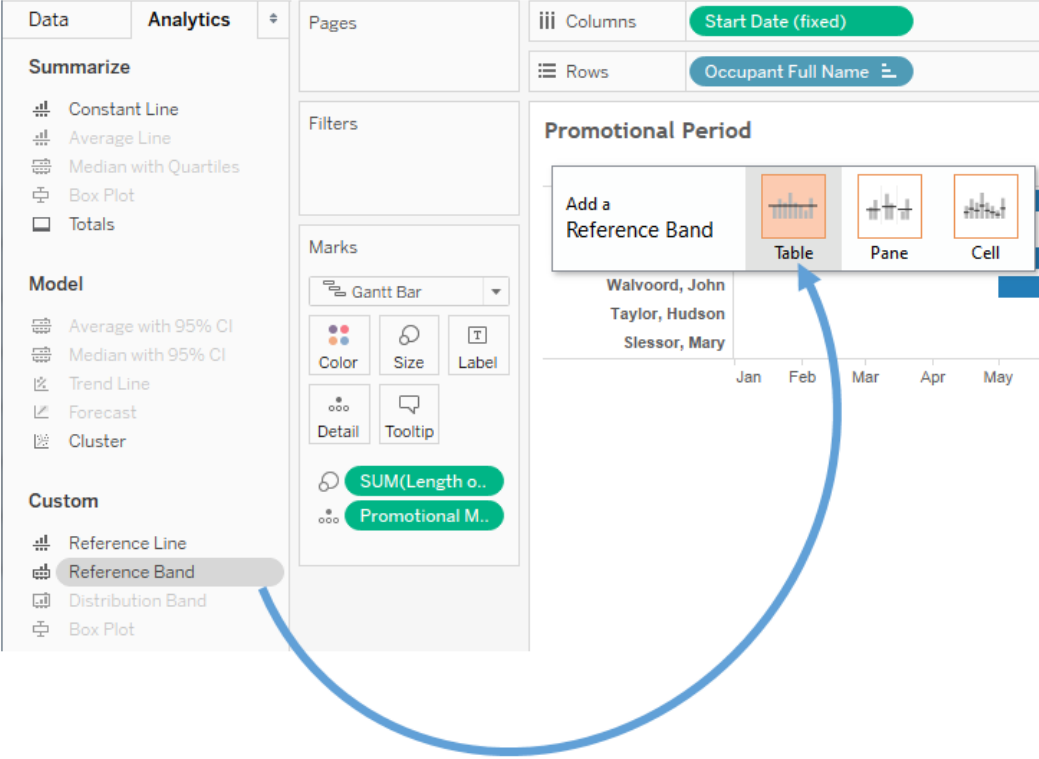 Data
Analytics
Summarize
Constant Line
Average Line
Median with Quartiles
Box Plot
Totals
Model
Average with 95% CI
Median with 95% CI
Trend Line
Forecast
Cluster
Custom
Reference Line
Reference Band
Distribution Band
Box Plot
Pages
Filters
Marks
Gantt Bar
Color
Size
Label
Detail
Tooltip
SUM(Length o..
Promotional M..
Columns
Start Date (fixed)
Rows
Occupant Full Name
Promotional Period
Add a
Reference Band
Table
Pane
Cell
Walvoord, John
Taylor, Hudson
Slessor, Mary
Jan
Feb
Mar
Apr
May